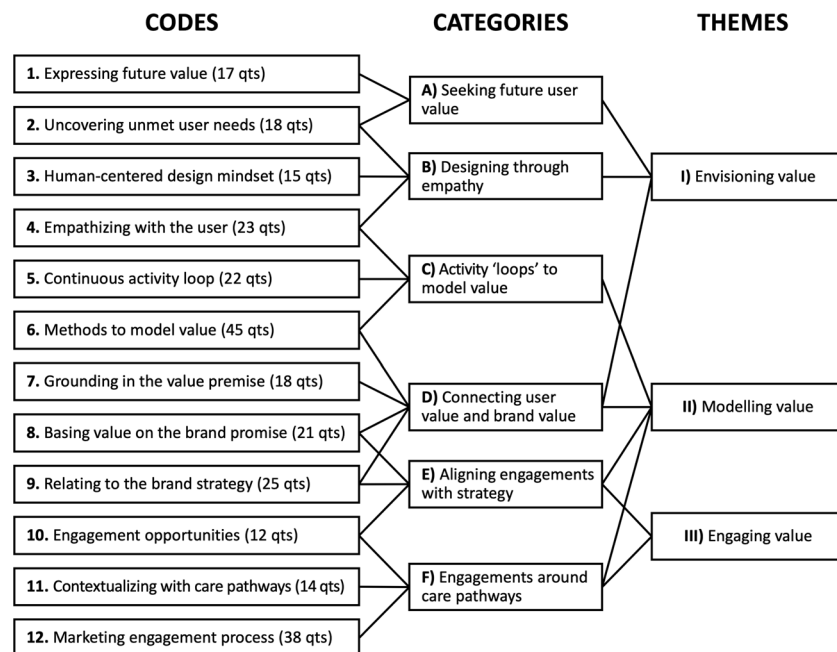 CODES
CATEGORIES
THEMES
1. Expressing future value (17 qts)
2. Uncovering unmet user needs (18 qts)
3. Human-centered design mindset (15 qts)
4. Empathizing with the user (23 qts)
5. Continuous activity loop (22 qts)
6. Methods to model value (45 qts)
7. Grounding in the value premise (18 qts)
8. Basing value on the brand promise (21 qts)
9. Relating to the brand strategy (25 qts)
10. Engagement opportunities (12 qts)
11. Contextualizing with care pathways (14 qts)
12. Marketing engagement process (38 qts)
A) Seeking future user
value
B) Designing through
empathy
C) Activity ‘loops’ to
model value
D) Connecting user
value and brand value
E) Aligning engagements
with strategy
F) Engagements around
care pathways
I) Envisioning value
II) Modelling value
III) Engaging value